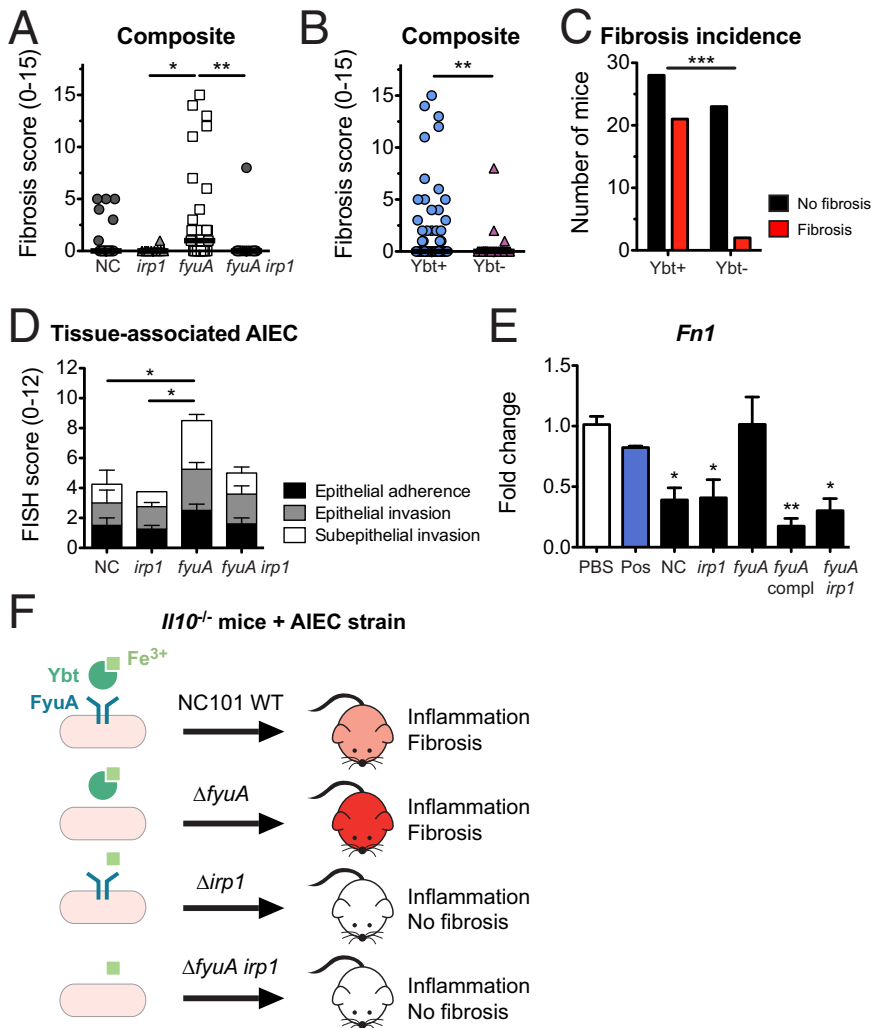 A
Composite
Fibrosis score (0-15)
15
10
5
0
*
**
NC
irp1
fyuA
fyuA irp1
B
Composite
Fibrosis score (0-15)
15
10
5
0
**
Ybt+
Ybt-
C
Fibrosis incidence
Number of mice
30
20
10
0
***
Ybt+
Ybt-
No fibrosis
Fibrosis
D
Tissue-associated AIEC
FISH score (0-12)
12
10
8
6
4
2
0
*
*
NC
irp1
fyuA
fyuA irp1
Epithelial adherence
Epithelial invasion
Subepithelial invasion
E
Fn1
Fold change
1.5
1.0
0.5
0.0
*
*
**
*
PBS
Pos
NC
irp1
fyuA
fyuA
compl
fyuA
irp1
F
Il10-/- mice + AIEC strain
Ybt
Fe3+
FyuA
NC101 WT
Inflammation
Fibrosis
ΔfyuA
Inflammation
Fibrosis
Δirp1
Inflammation
No fibrosis
ΔfyuA irp1
Inflammation
No fibrosis